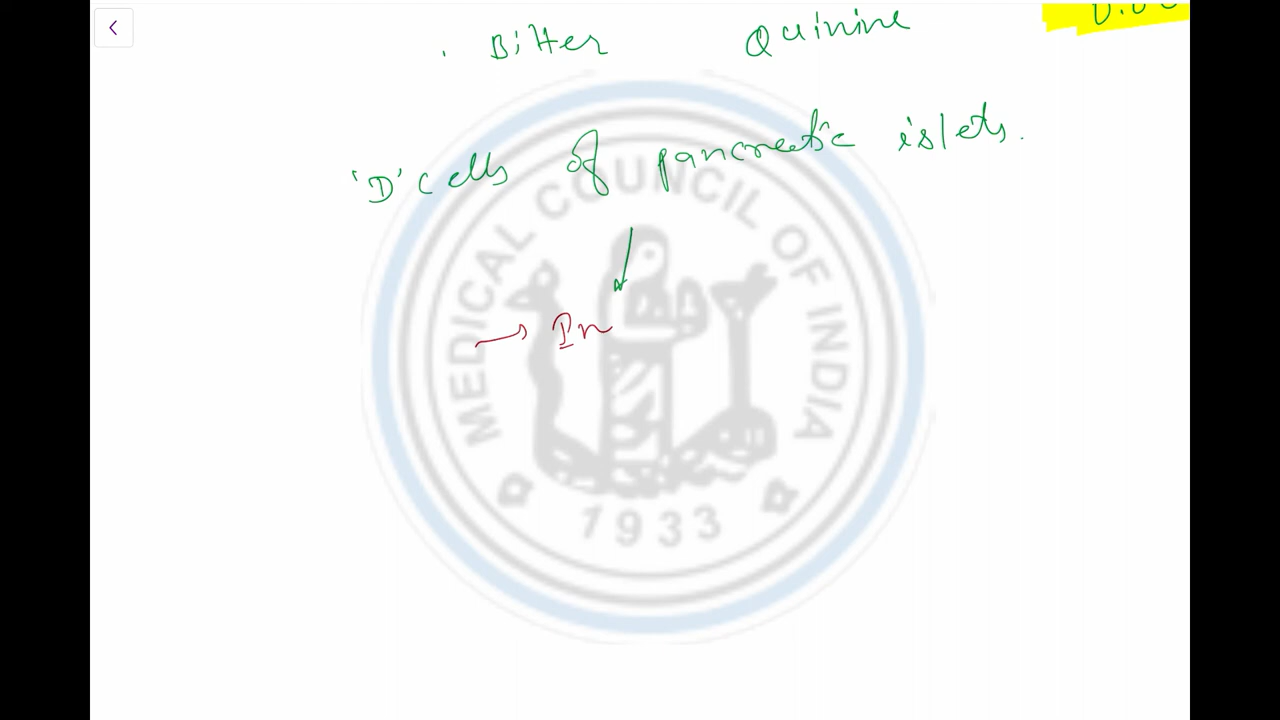 . Bitter Quinine
'D' cells of pancreatic islets.
→ In
MEDICAL COUNCIL OF INDIA
1933